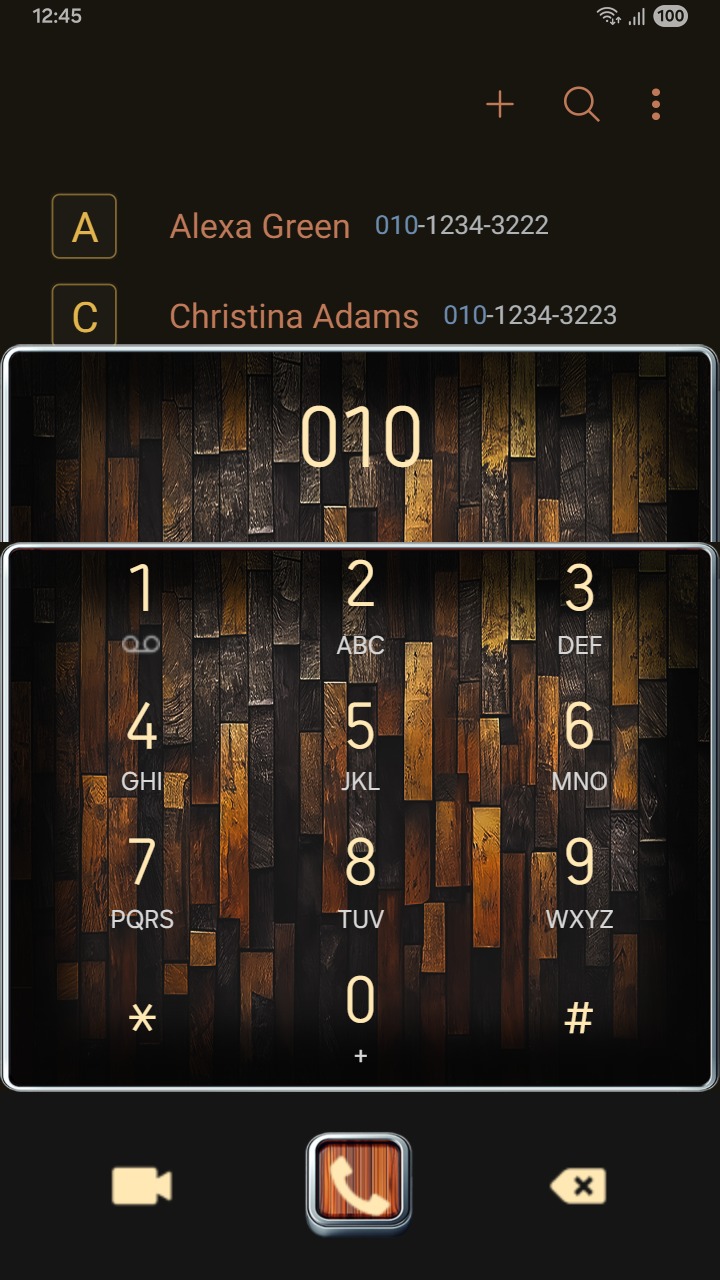 12:45 100
A Alexa Green 010-1234-3222
C Christina Adams 010-1234-3223
010
1 2 3
ABC DEF
4 5 6
GHI JKL MNO
7 8 9
PQRS TUV WXYZ
* 0 #
+